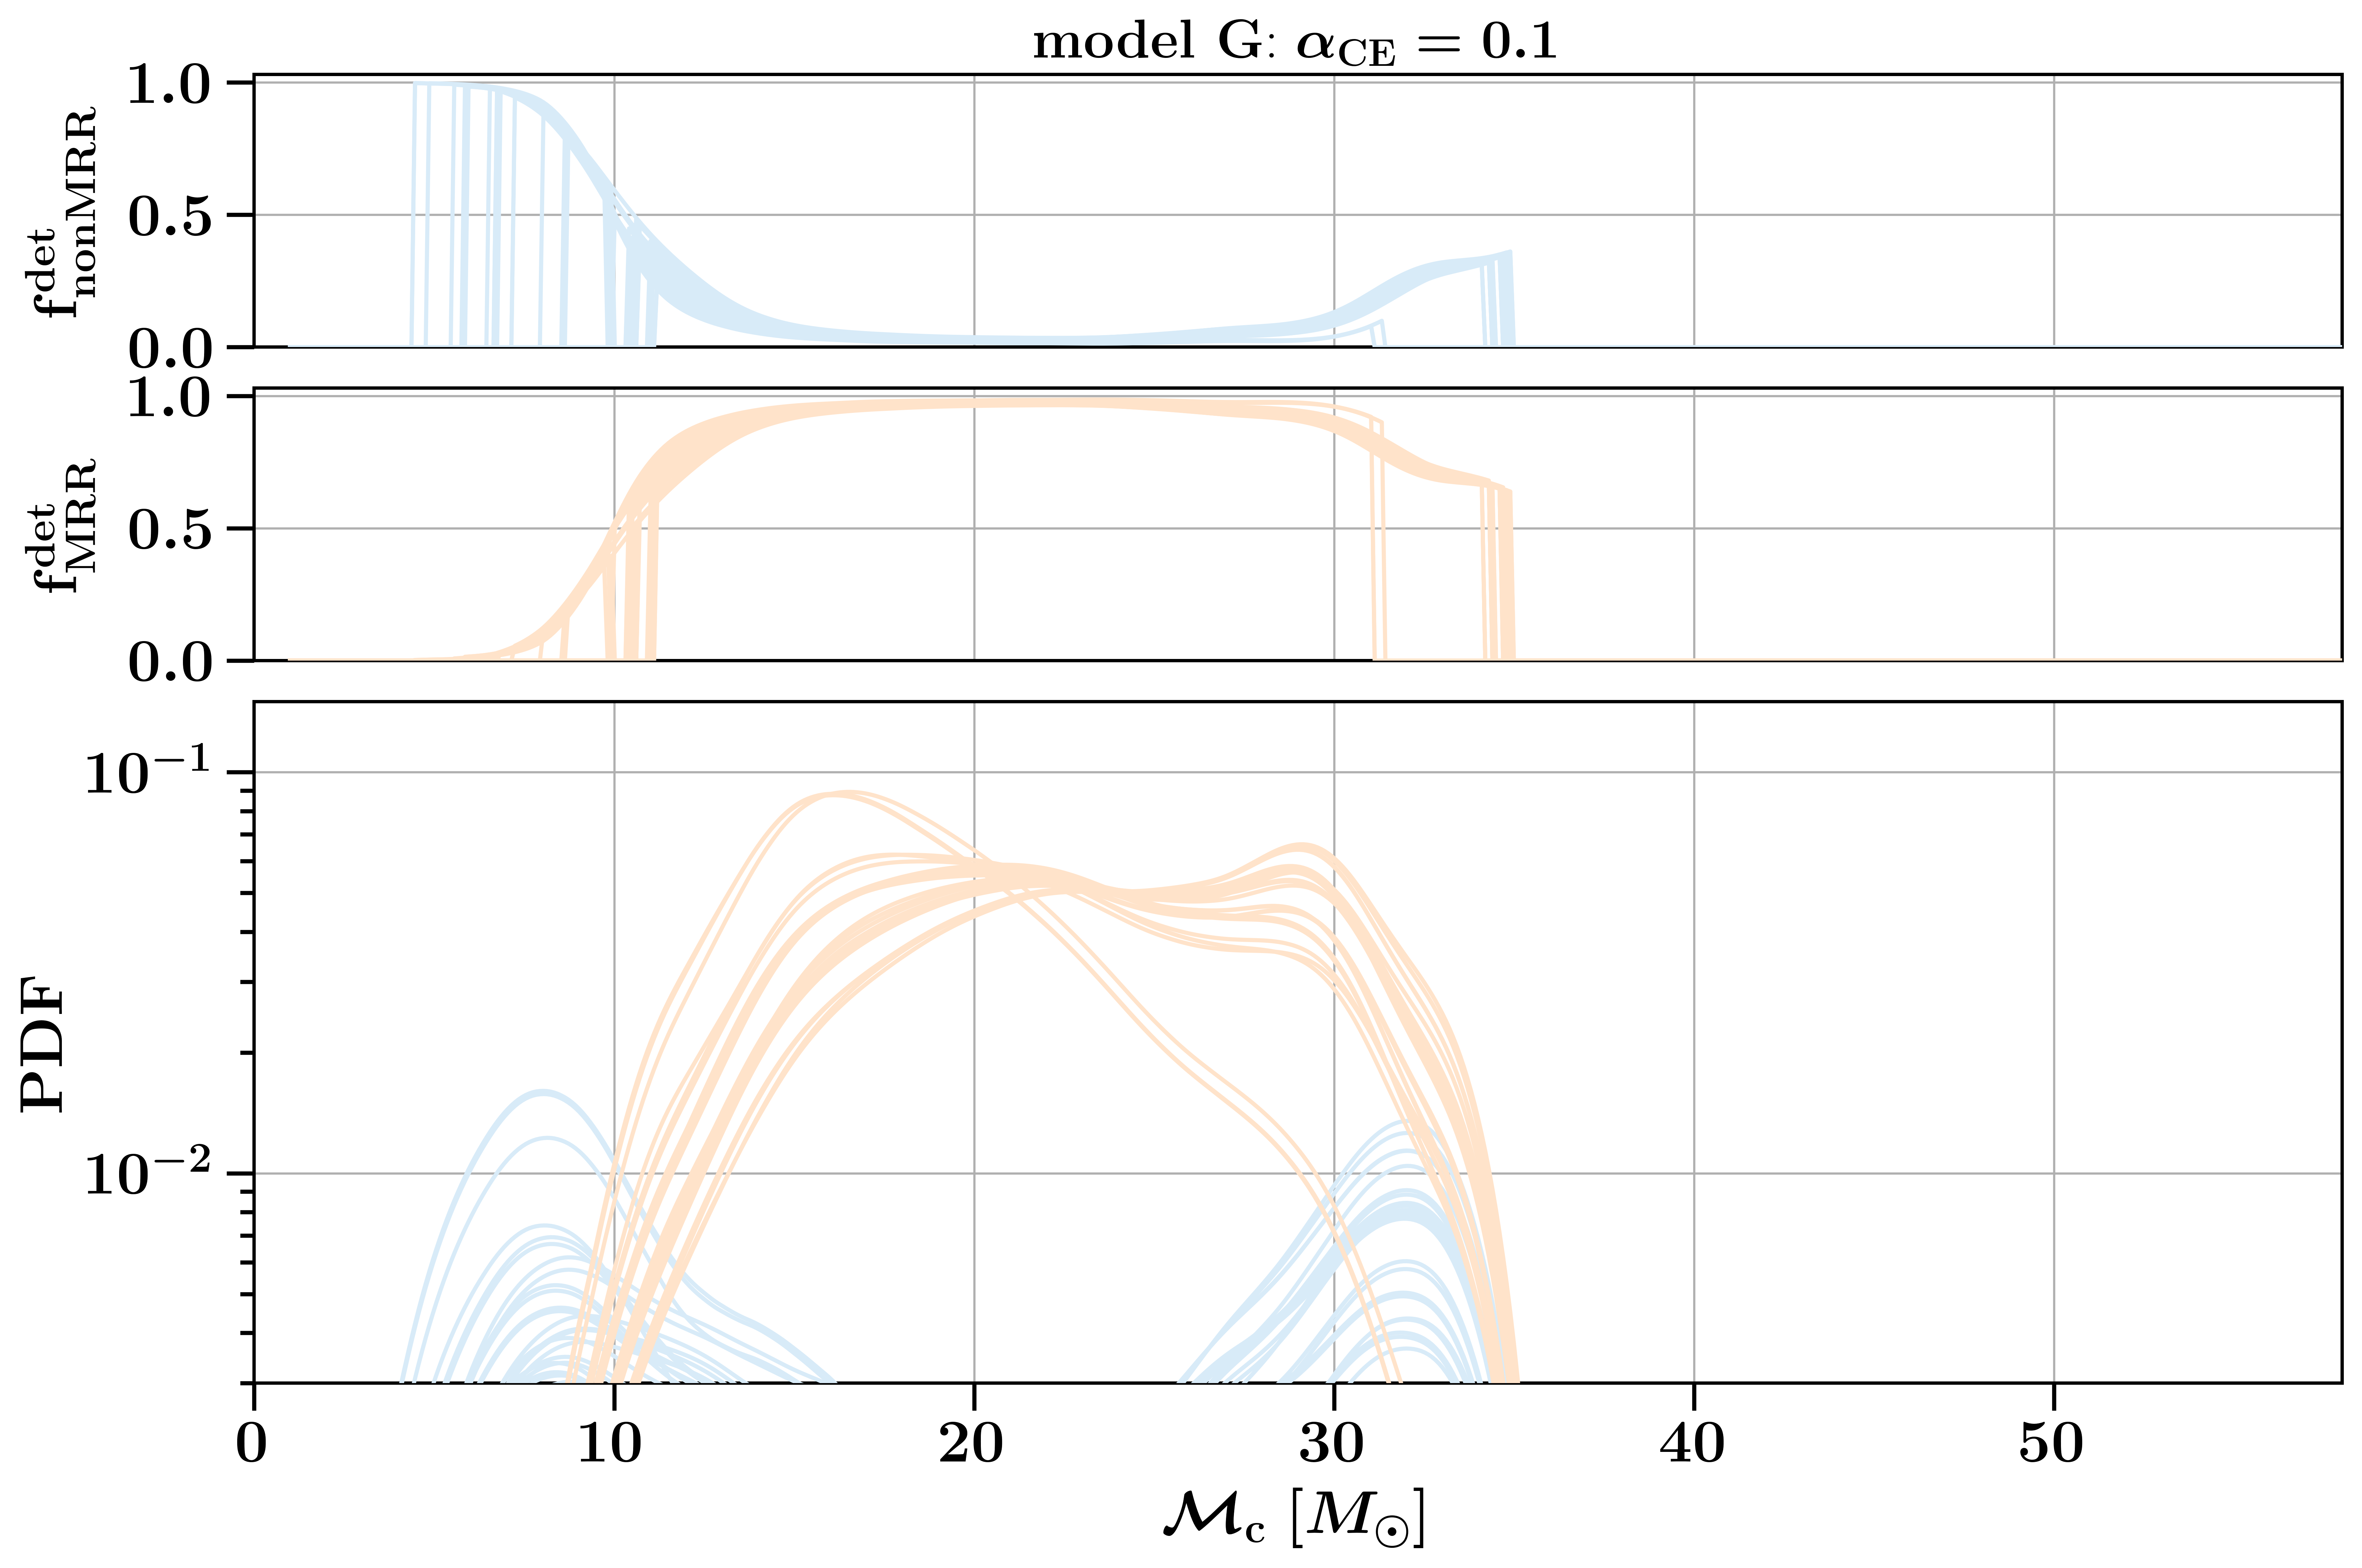 model G: α_CE = 0.1
f^det_nonMRR
1.0
0.5
0.0
f^det_MRR
1.0
0.5
0.0
PDF
10^−1
10^−2
0 10 20 30 40 50
ℳ_c [M_⊙]